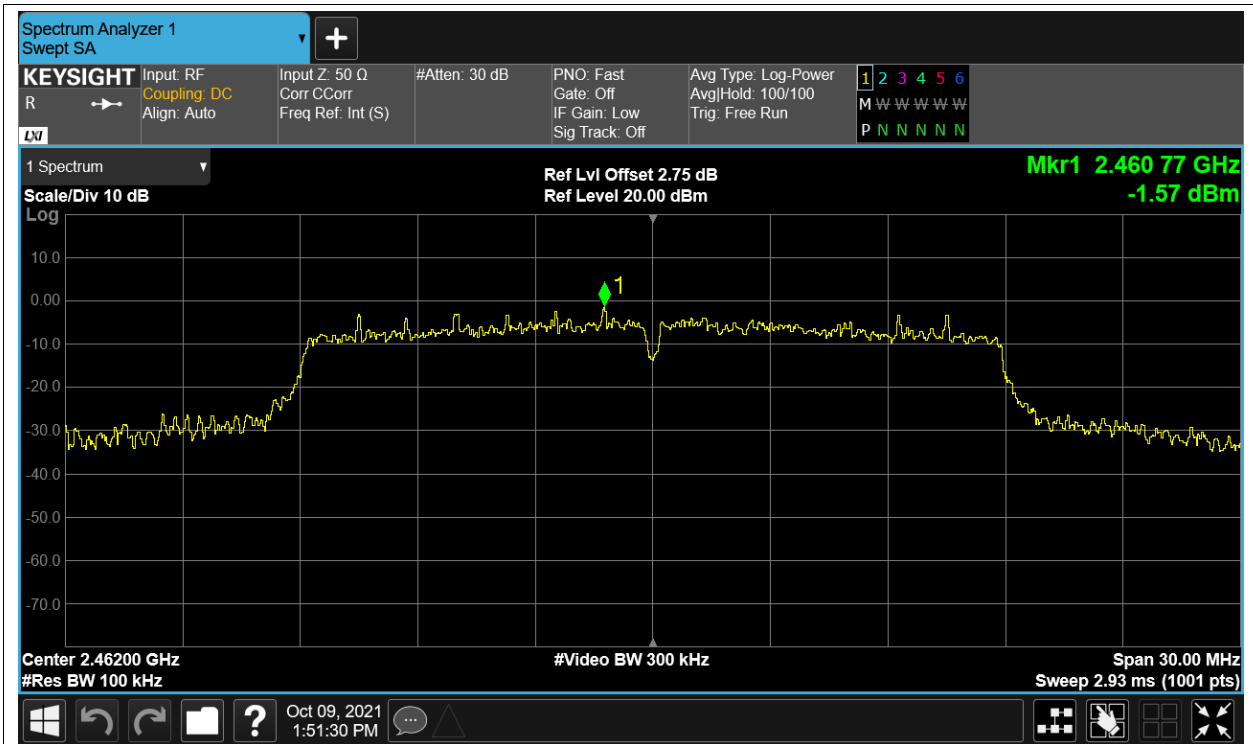 Spectrum Analyzer 1
Swept SA
KEYSIGHT
R
LXI
Input: RF
Coupling: DC
Align: Auto
Input Z: 50 Ω
Corr CCorr
Freq Ref: Int (S)
#Atten: 30 dB
PNO: Fast
Gate: Off
IF Gain: Low
Sig Track: Off
Avg Type: Log-Power
Avg|Hold: 100/100
Trig: Free Run
1 2 3 4 5 6
M W W W W W
P N N N N N
1 Spectrum
Scale/Div 10 dB
Ref Lvl Offset 2.75 dB
Ref Level 20.00 dBm
Mkr1 2.460 77 GHz
-1.57 dBm
Log
10.0
0.00
-10.0
-20.0
-30.0
-40.0
-50.0
-60.0
-70.0
1
Center 2.46200 GHz
#Res BW 100 kHz
#Video BW 300 kHz
Span 30.00 MHz
Sweep 2.93 ms (1001 pts)
?
Oct 09, 2021
1:51:30 PM